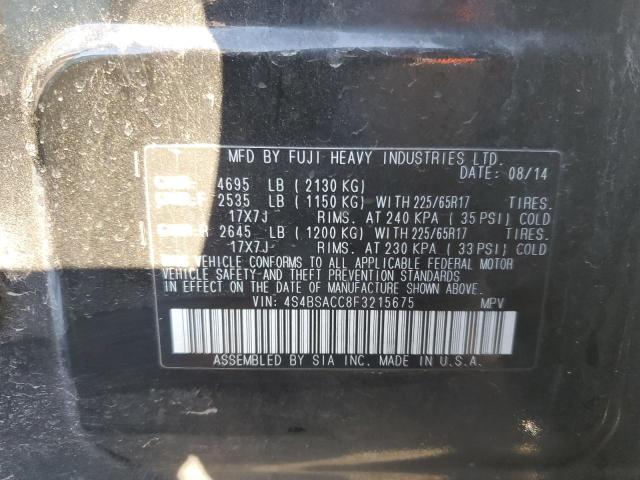 MFD BY FUJI HEAVY INDUSTRIES LTD.
DATE: 08/14
4695 LB ( 2130 KG)
2535 LB ( 1150 KG) WITH 225/65R17 TIRES.
17X7J RIMS. AT 240 KPA ( 35 PSI) COLD
2645 LB ( 1200 KG) WITH 225/65R17 TIRES.
17X7J RIMS. AT 230 KPA ( 33 PSI) COLD
VEHICLE CONFORMS TO ALL APPLICABLE FEDERAL MOTOR
VEHICLE SAFETY AND THEFT PREVENTION STANDARDS
IN EFFECT ON THE DATE OF MANUFACTURE SHOWN ABOVE.
VIN: 4S4BSACC8F3215675 MPV
ASSEMBLED BY SIA INC. MADE IN U.S.A.